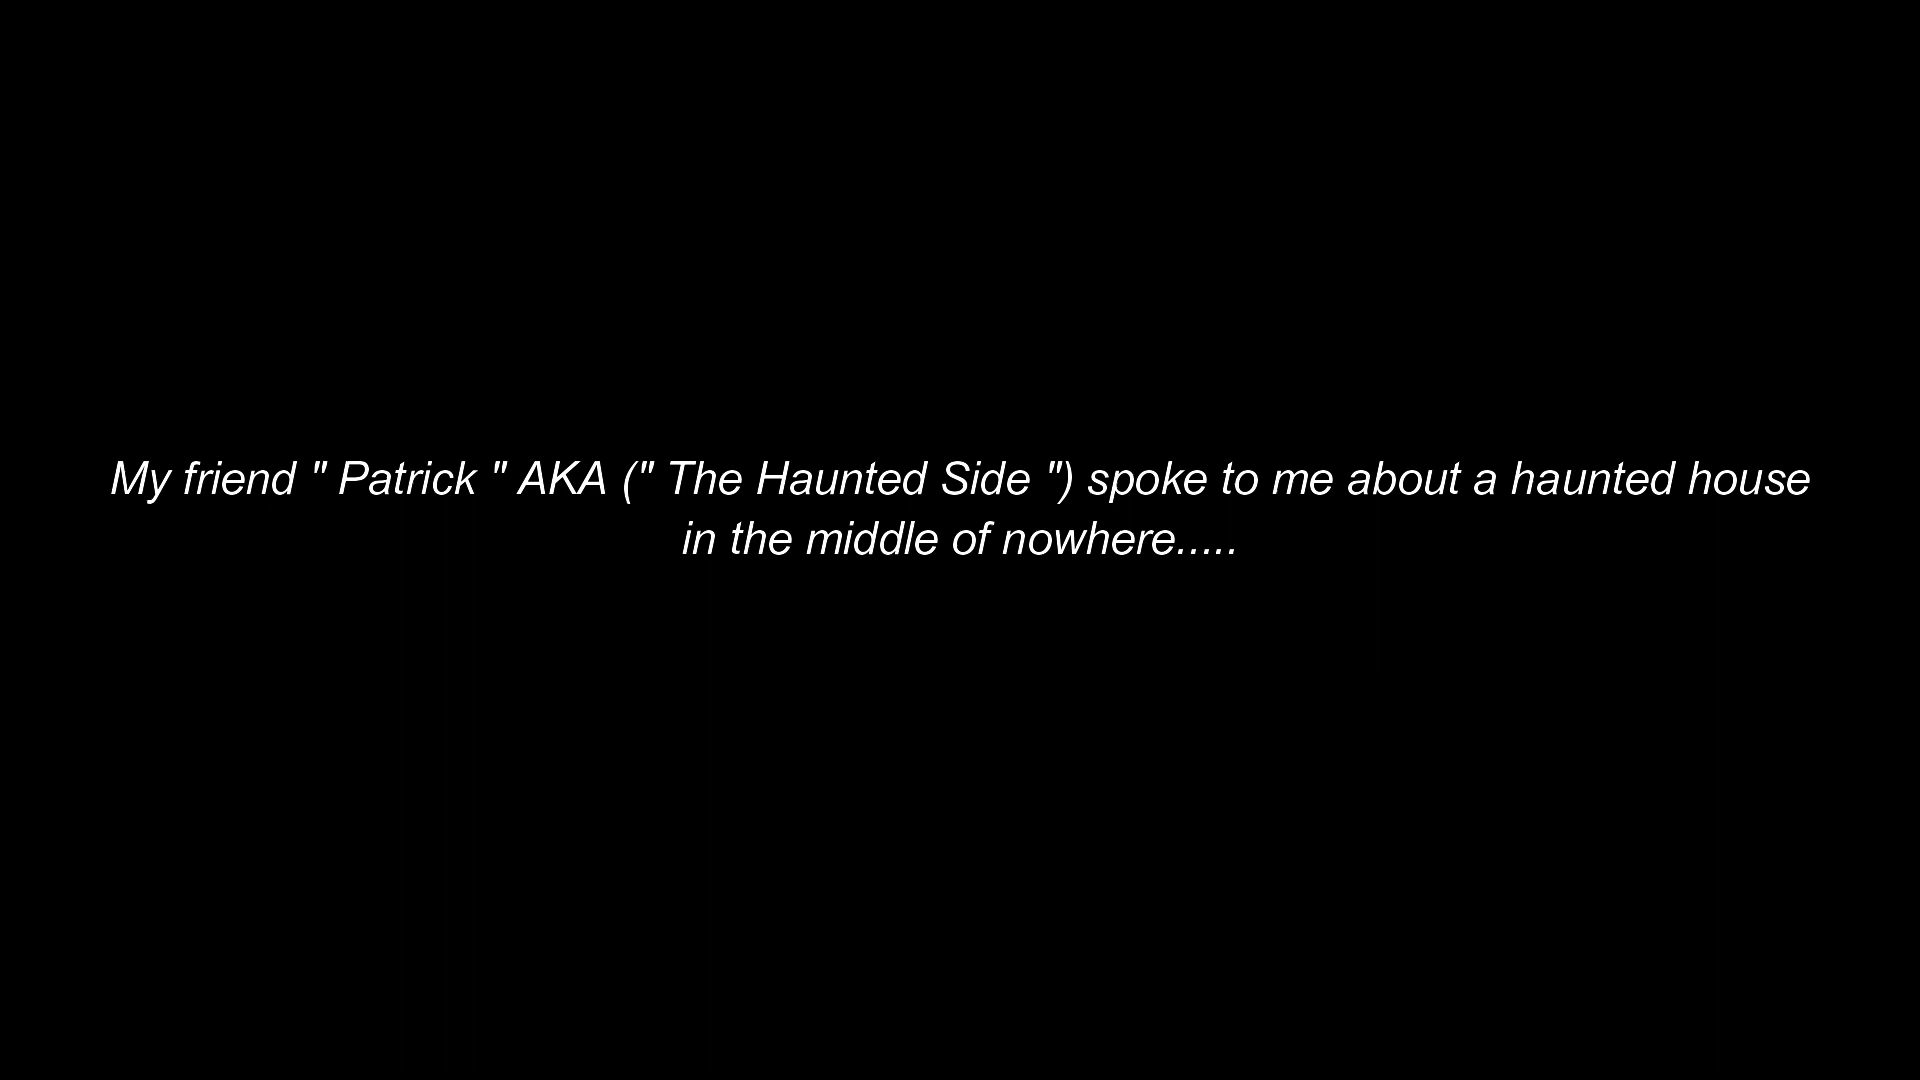 My friend " Patrick " AKA (" The Haunted Side ") spoke to me about a haunted house
in the middle of nowhere.....